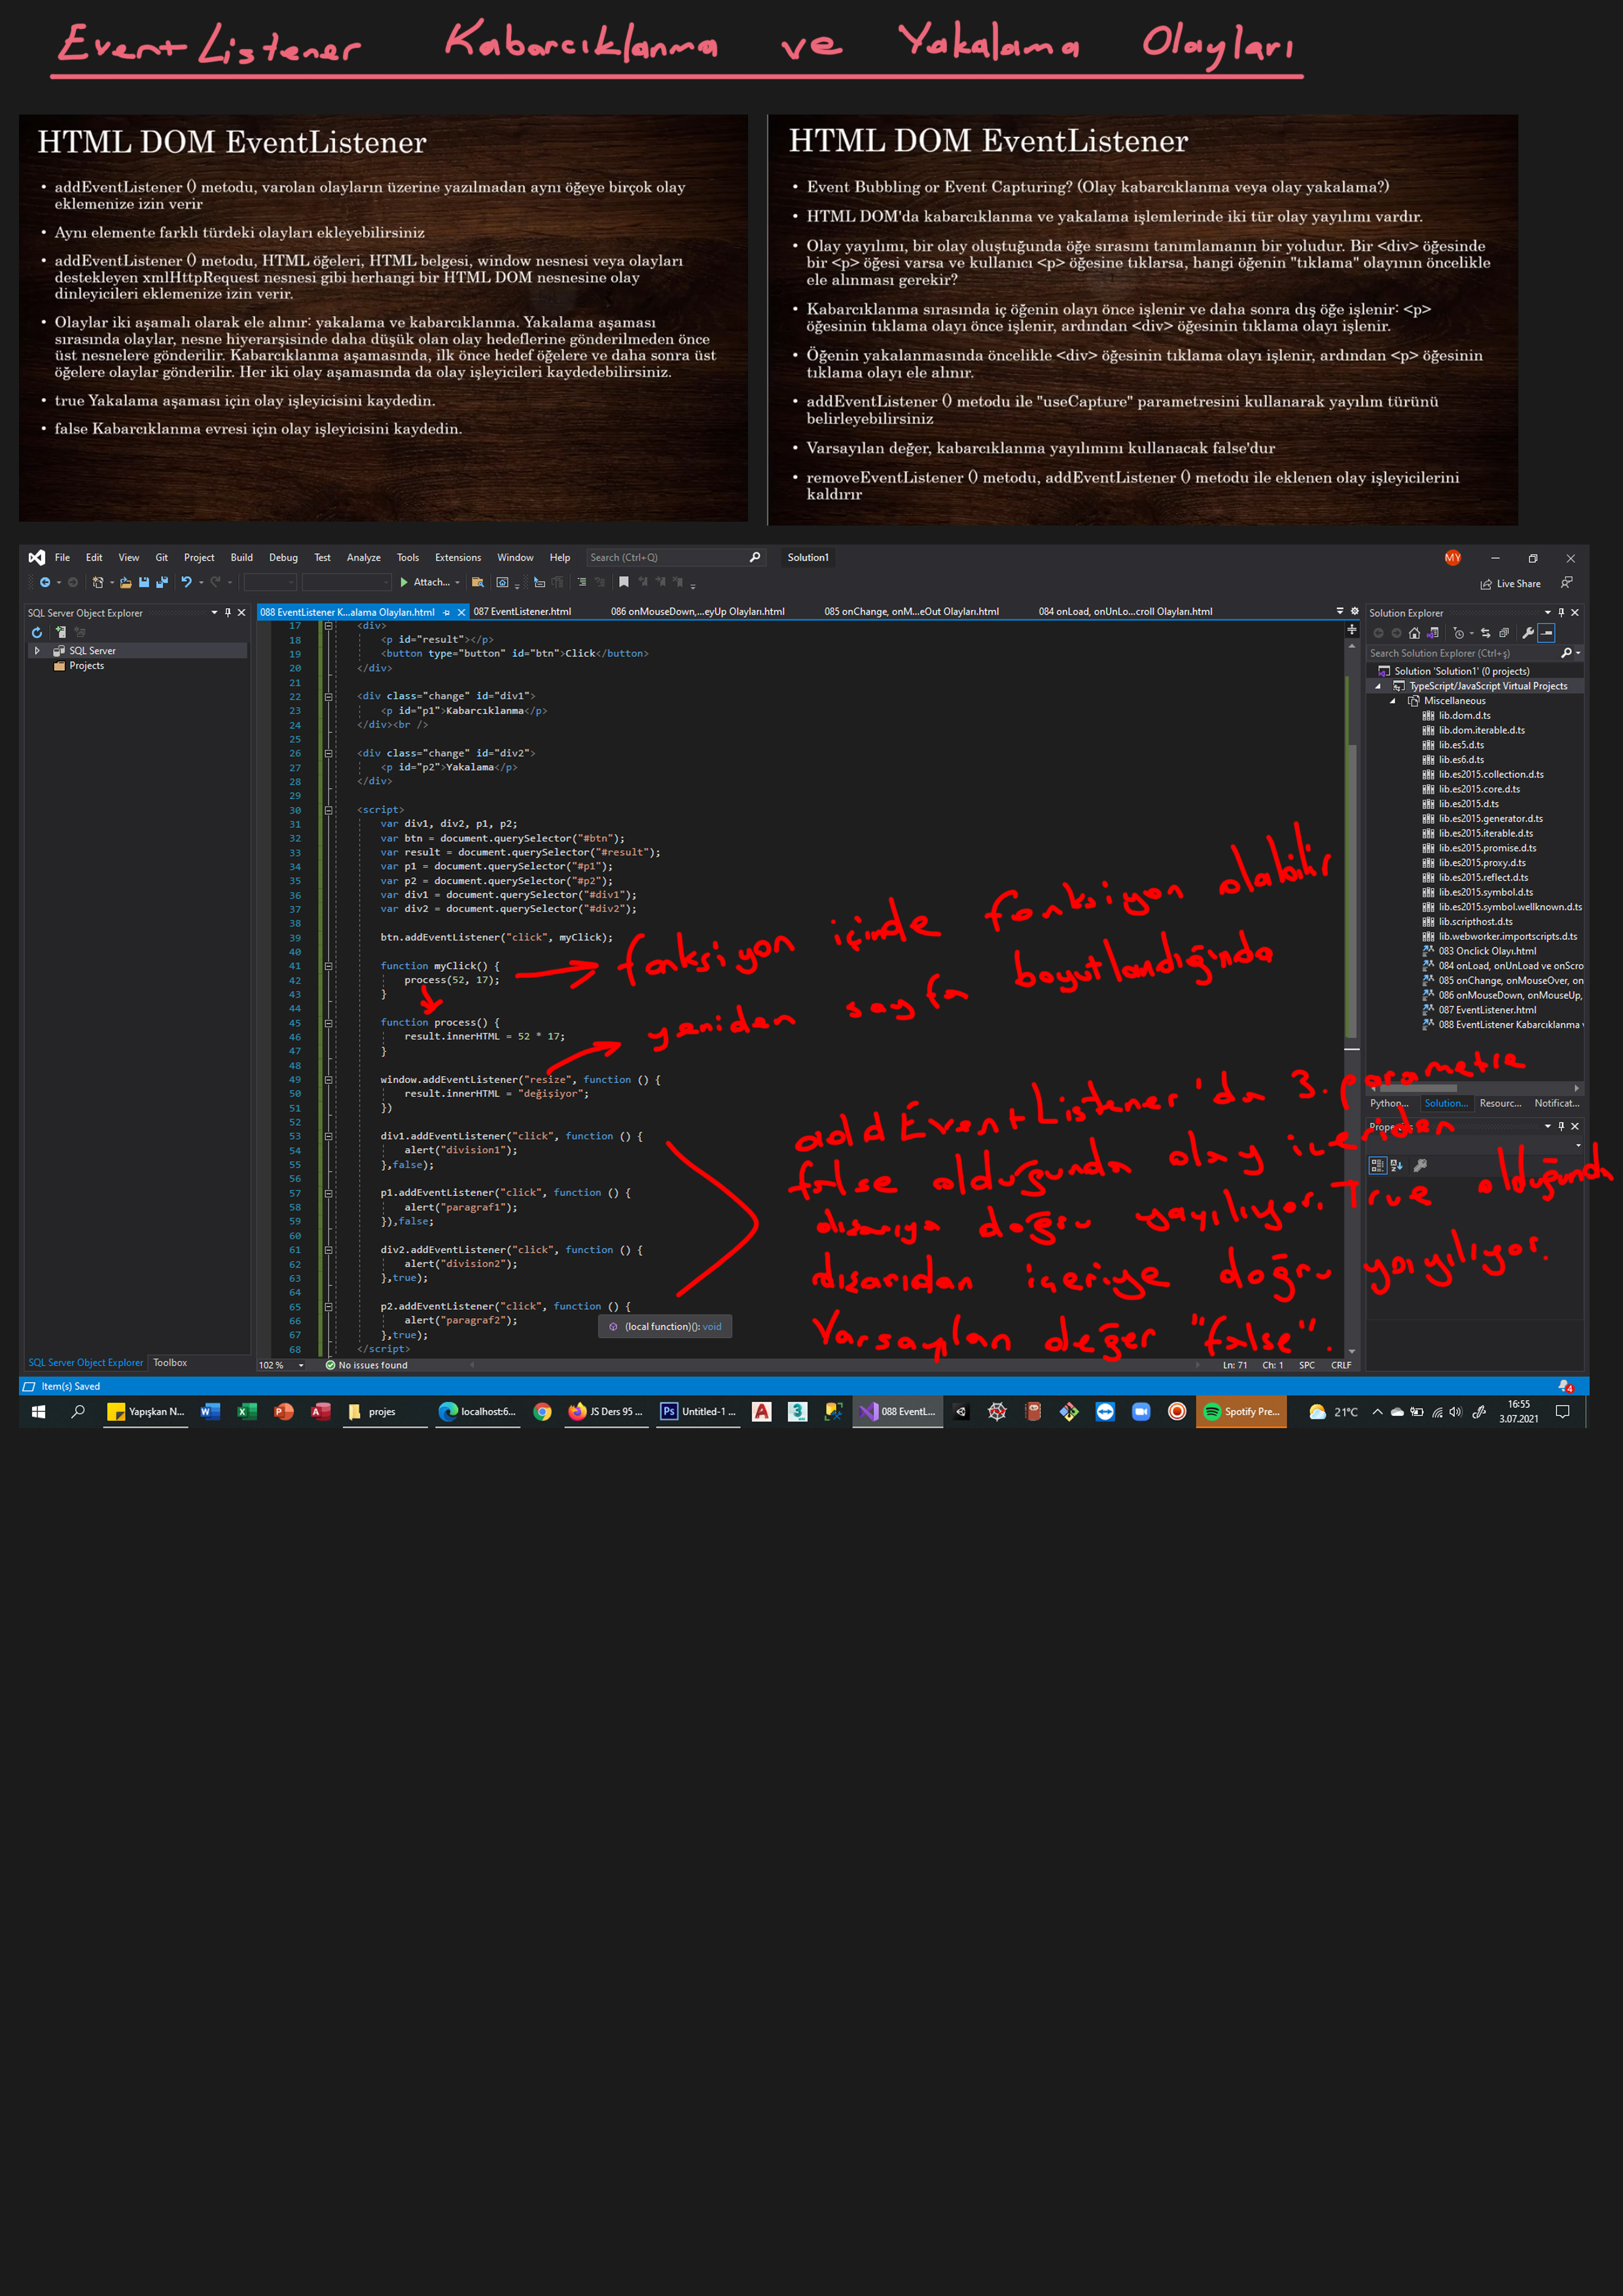 EventListener Kabarcıklanma ve Yakalama Olayları
HTML DOM EventListener
• addEventListener () metodu, varolan olayların üzerine yazılmadan aynı öğeye birçok olay
eklemenize izin verir
• Aynı elemente farklı türdeki olayları ekleyebilirsiniz
• addEventListener () metodu, HTML öğeleri, HTML belgesi, window nesnesi veya olayları
destekleyen xmlHttpRequest nesnesi gibi herhangi bir HTML DOM nesnesine olay
dinleyicileri eklemenize izin verir.
• Olaylar iki aşamalı olarak ele alınır: yakalama ve kabarcıklanma. Yakalama aşaması
sırasında olaylar, nesne hiyerarşisinde daha düşük olan olay hedeflerine gönderilmeden önce
üst nesnelere gönderilir. Kabarcıklanma aşamasında, ilk önce hedef öğelere ve daha sonra üst
öğelere olaylar gönderilir. Her iki olay aşamasında da olay işleyicileri kaydedebilirsiniz.
• true Yakalama aşaması için olay işleyicisini kaydedin.
• false Kabarcıklanma evresi için olay işleyicisini kaydedin.
HTML DOM EventListener
• Event Bubbling or Event Capturing? (Olay kabarcıklanma veya olay yakalama?)
• HTML DOM'da kabarcıklanma ve yakalama işlemlerinde iki tür olay yayılımı vardır.
• Olay yayılımı, bir olay oluştuğunda öğe sırasını tanımlamanın bir yoludur. Bir <div> öğesinde
bir <p> öğesi varsa ve kullanıcı <p> öğesine tıklarsa, hangi öğenin "tıklama" olayının öncelikle
ele alınması gerekir?
• Kabarcıklanma sırasında iç öğenin olayı önce işlenir ve daha sonra dış öğe işlenir: <p>
öğesinin tıklama olayı önce işlenir, ardından <div> öğesinin tıklama olayı işlenir.
• Öğenin yakalanmasında öncelikle <div> öğesinin tıklama olayı işlenir, ardından <p> öğesinin
tıklama olayı ele alınır.
• addEventListener () metodu ile "useCapture" parametresini kullanarak yayılım türünü
belirleyebilirsiniz
• Varsayılan değer, kabarcıklanma yayılımını kullanacak false'dur
• removeEventListener () metodu, addEventListener () metodu ile eklenen olay işleyicilerini
kaldırır
File Edit View Git Project Build Debug Test Analyze Tools Extensions Window Help Search (Ctrl+Q) Solution1 MY
Attach... Live Share
SQL Server Object Explorer
SQL Server
Projects
088 EventListener K...alama Olayları.html 087 EventListener.html 086 onMouseDown,...eyUp Olayları.html 085 onChange, onM...eOut Olayları.html 084 onLoad, onUnLo...croll Olayları.html
17 <div>
18 <p id="result"></p>
19 <button type="button" id="btn">Click</button>
20 </div>
21
22 <div class="change" id="div1">
23 <p id="p1">Kabarcıklanma</p>
24 </div><br />
25
26 <div class="change" id="div2">
27 <p id="p2">Yakalama</p>
28 </div>
29
30 <script>
31 var div1, div2, p1, p2;
32 var btn = document.querySelector("#btn");
33 var result = document.querySelector("#result");
34 var p1 = document.querySelector("#p1");
35 var p2 = document.querySelector("#p2");
36 var div1 = document.querySelector("#div1");
37 var div2 = document.querySelector("#div2");
38
39 btn.addEventListener("click", myClick);
40
41 function myClick() {
42 process(52, 17);
43 }
44
45 function process() {
46 result.innerHTML = 52 * 17;
47 }
48
49 window.addEventListener("resize", function () {
50 result.innerHTML = "değişiyor";
51 })
52
53 div1.addEventListener("click", function () {
54 alert("division1");
55 },false);
56
57 p1.addEventListener("click", function () {
58 alert("paragraf1");
59 }),false;
60
61 div2.addEventListener("click", function () {
62 alert("division2");
63 },true);
64
65 p2.addEventListener("click", function () {
66 alert("paragraf2");
67 },true);
68 </script>
(local function)(): void
fonksiyon içinde fonksiyon olabilir
yeniden sayfa boyutlandığında
addEventListener'da 3. parametre
false olduğunda olay içeriden
dışarıya doğru yayılıyor. True olduğunda
dışarıdan içeriye doğru yayılıyor.
Varsayılan değer "false".
Solution Explorer
Search Solution Explorer (Ctrl+ş)
Solution 'Solution1' (0 projects)
TypeScript/JavaScript Virtual Projects
Miscellaneous
lib.dom.d.ts
lib.dom.iterable.d.ts
lib.es5.d.ts
lib.es6.d.ts
lib.es2015.collection.d.ts
lib.es2015.core.d.ts
lib.es2015.d.ts
lib.es2015.generator.d.ts
lib.es2015.iterable.d.ts
lib.es2015.promise.d.ts
lib.es2015.proxy.d.ts
lib.es2015.reflect.d.ts
lib.es2015.symbol.d.ts
lib.es2015.symbol.wellknown.d.ts
lib.scripthost.d.ts
lib.webworker.importscripts.d.ts
083 Onclick Olayı.html
084 onLoad, onUnLoad ve onScro
085 onChange, onMouseOver, on
086 onMouseDown, onMouseUp,
087 EventListener.html
088 EventListener Kabarcıklanma v
Python... Solution... Resourc... Notificat...
Prope
SQL Server Object Explorer Toolbox
102 % No issues found Ln: 71 Ch: 1 SPC CRLF
Item(s) Saved 4
Yapışkan N... projes localhost:6... JS Ders 95 ... Untitled-1 ... 088 EventL... Spotify Pre... 21°C 16:55
3.07.2021